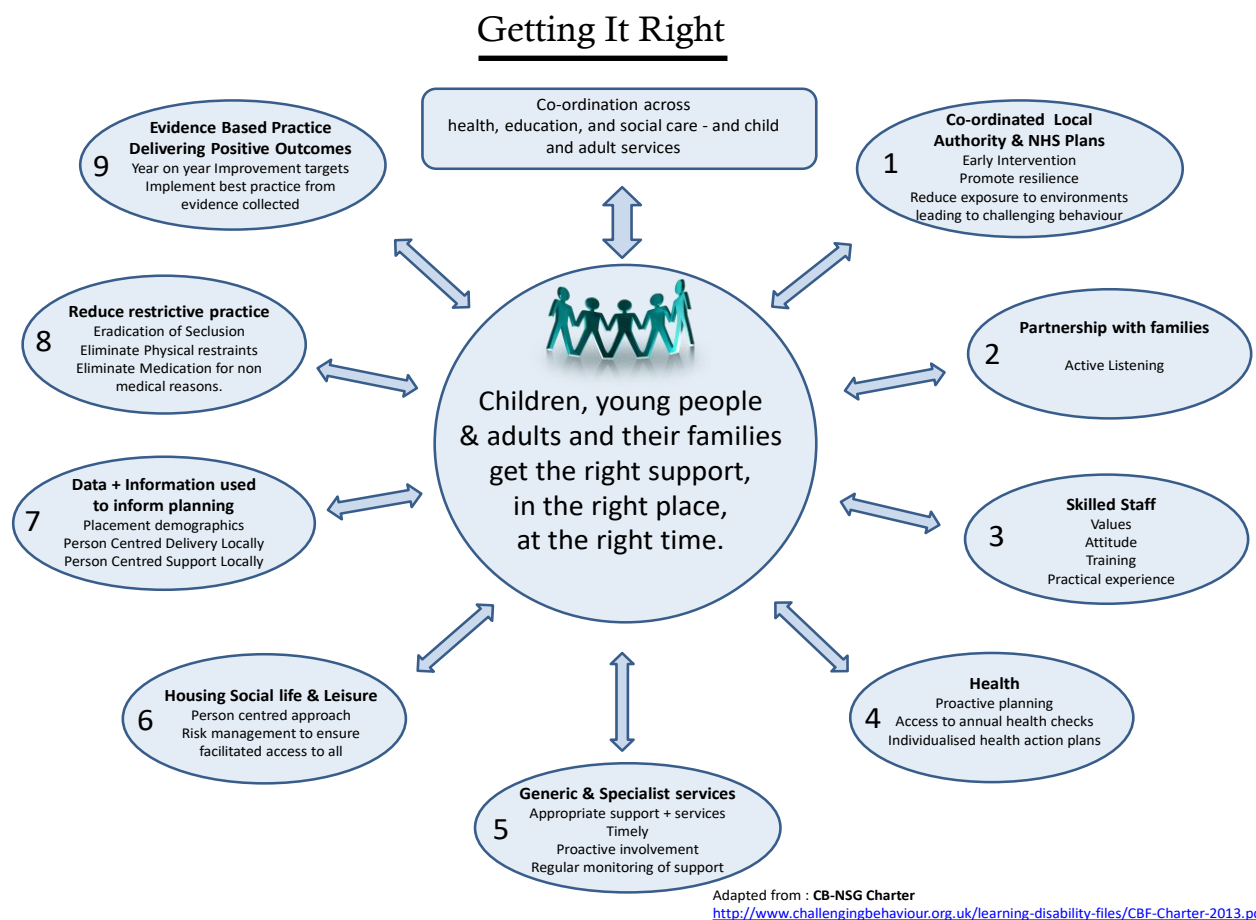 Getting It Right
Co-ordination across
health, education, and social care - and child
and adult services
1
Co-ordinated Local
Authority & NHS Plans
Early Intervention
Promote resilience
Reduce exposure to environments
leading to challenging behaviour
2
Partnership with families
Active Listening
3
Skilled Staff
Values
Attitude
Training
Practical experience
4
Health
Proactive planning
Access to annual health checks
Individualised health action plans
5
Generic & Specialist services
Appropriate support + services
Timely
Proactive involvement
Regular monitoring of support
6
Housing Social life & Leisure
Person centred approach
Risk management to ensure
facilitated access to all
7
Data + Information used
to inform planning
Placement demographics
Person Centred Delivery Locally
Person Centred Support Locally
8
Reduce restrictive practice
Eradication of Seclusion
Eliminate Physical restraints
Eliminate Medication for non
medical reasons.
9
Evidence Based Practice
Delivering Positive Outcomes
Year on year Improvement targets
Implement best practice from
evidence collected
Children, young people
& adults and their families
get the right support,
in the right place,
at the right time.
Adapted from : CB-NSG Charter
http://www.challengingbehaviour.org.uk/learning-disability-files/CBF-Charter-2013.p